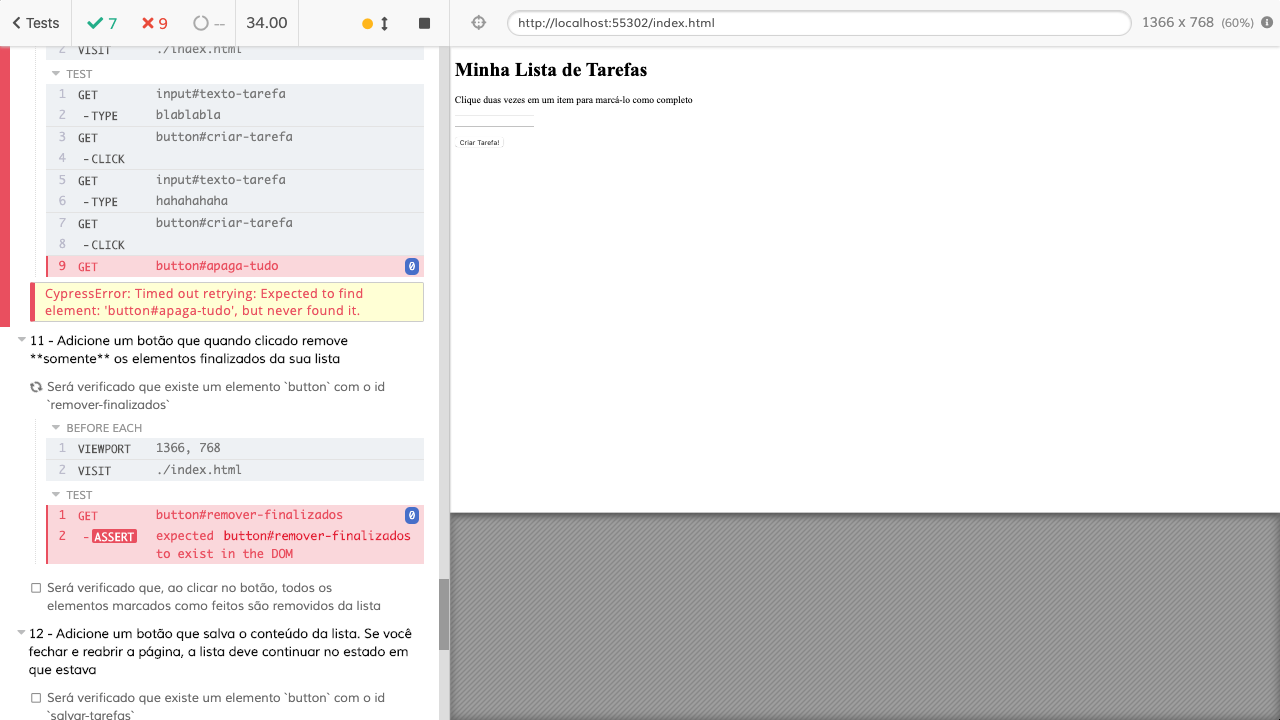 Tests 7 9 -- 34.00 http://localhost:55302/index.html 1366 x 768 (60%)
2 VISIT ./index.html
TEST
1 GET input#texto-tarefa
2 -TYPE blablabla
3 GET button#criar-tarefa
4 -CLICK
5 GET input#texto-tarefa
6 -TYPE hahahahaha
7 GET button#criar-tarefa
8 -CLICK
9 GET button#apaga-tudo 0
CypressError: Timed out retrying: Expected to find
element: 'button#apaga-tudo', but never found it.
11 - Adicione um botão que quando clicado remove
**somente** os elementos finalizados da sua lista
Será verificado que existe um elemento `button` com o id
`remover-finalizados`
BEFORE EACH
1 VIEWPORT 1366, 768
2 VISIT ./index.html
TEST
1 GET button#remover-finalizados 0
2 -ASSERT expected button#remover-finalizados
to exist in the DOM
Será verificado que, ao clicar no botão, todos os
elementos marcados como feitos são removidos da lista
12 - Adicione um botão que salva o conteúdo da lista. Se você
fechar e reabrir a página, a lista deve continuar no estado em
que estava
Será verificado que existe um elemento `button` com o id
`salvar-tarefas`
Minha Lista de Tarefas
Clique duas vezes em um item para marcá-lo como completo
Criar Tarefa!